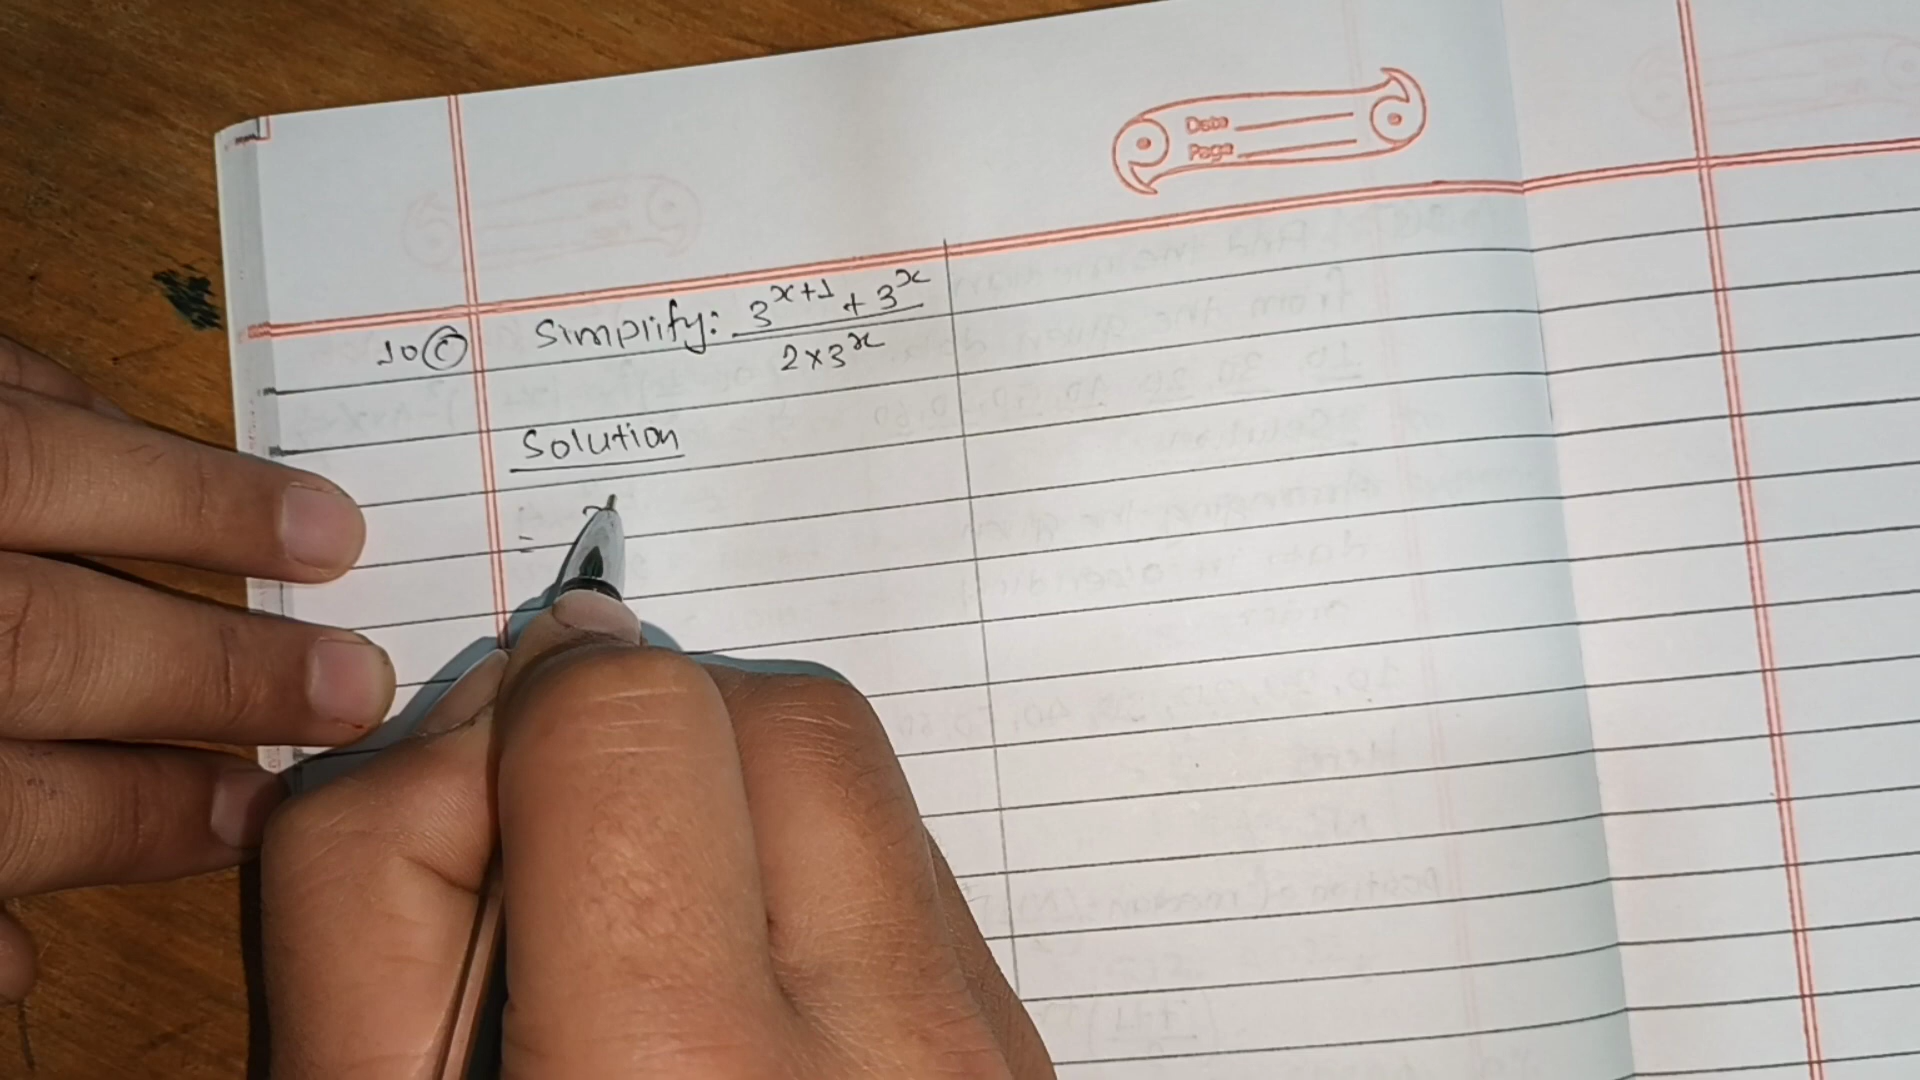 Date
Page
10(c) Simplify: 3^{x+1} + 3^x / 2×3^x
Solution
=